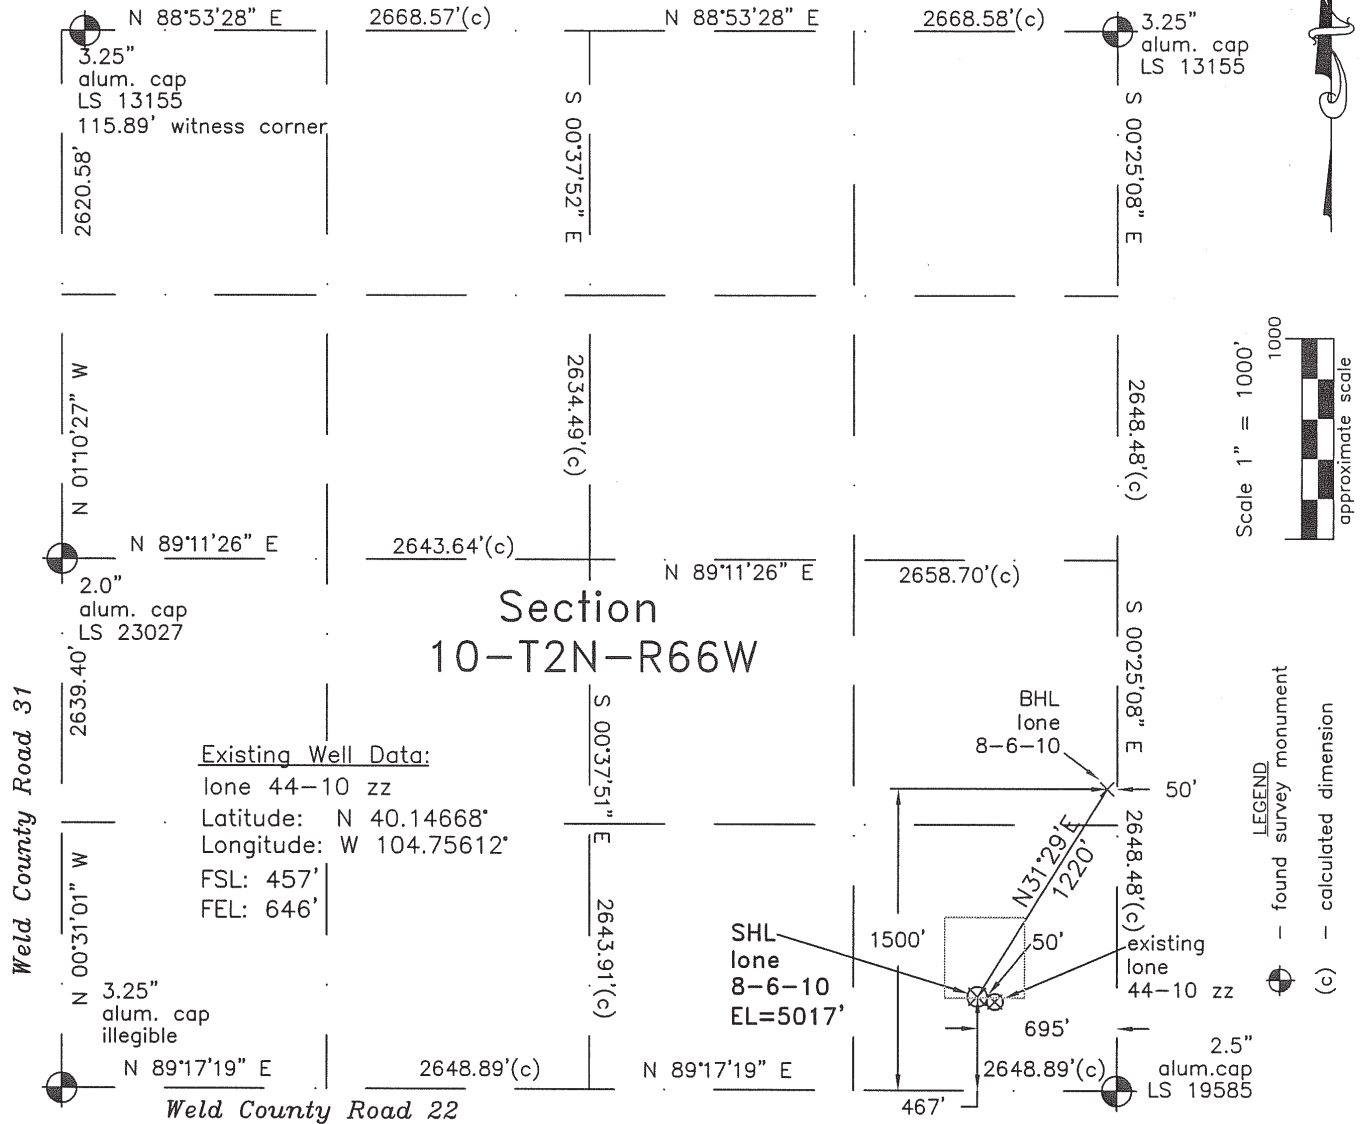 N 88°53'28" E
2668.57'(c)
N 88°53'28" E
2668.58'(c)
3.25"
alum. cap
LS 13155
115.89' witness corner
3.25"
alum. cap
LS 13155
2620.58'
S 00°37'52" E
S 00°25'08" E
N 01°10'27" W
2634.49'(c)
2648.48'(c)
Scale 1" = 1000'
1000
approximate scale
N 89°11'26" E
2643.64'(c)
N 89°11'26" E
2658.70'(c)
2.0"
alum. cap
LS 23027
Section
10-T2N-R66W
2639.40'
S 00°37'51" E
S 00°25'08" E
Weld County Road 31
Existing Well Data:
Ione 44-10 zz
Latitude: N 40.14668°
Longitude: W 104.75612°
FSL: 457'
FEL: 646'
BHL
Ione
8-6-10
50'
N31°29'E
1220'
2648.48'(c)
LEGEND
- found survey monument
(c) - calculated dimension
N 00°31'01" W
2643.91'(c)
SHL
Ione
8-6-10
EL=5017'
1500'
50'
existing
Ione
44-10 zz
695'
3.25"
alum. cap
illegible
2.5"
alum.cap
LS 19585
N 89°17'19" E
2648.89'(c)
N 89°17'19" E
2648.89'(c)
467'
Weld County Road 22